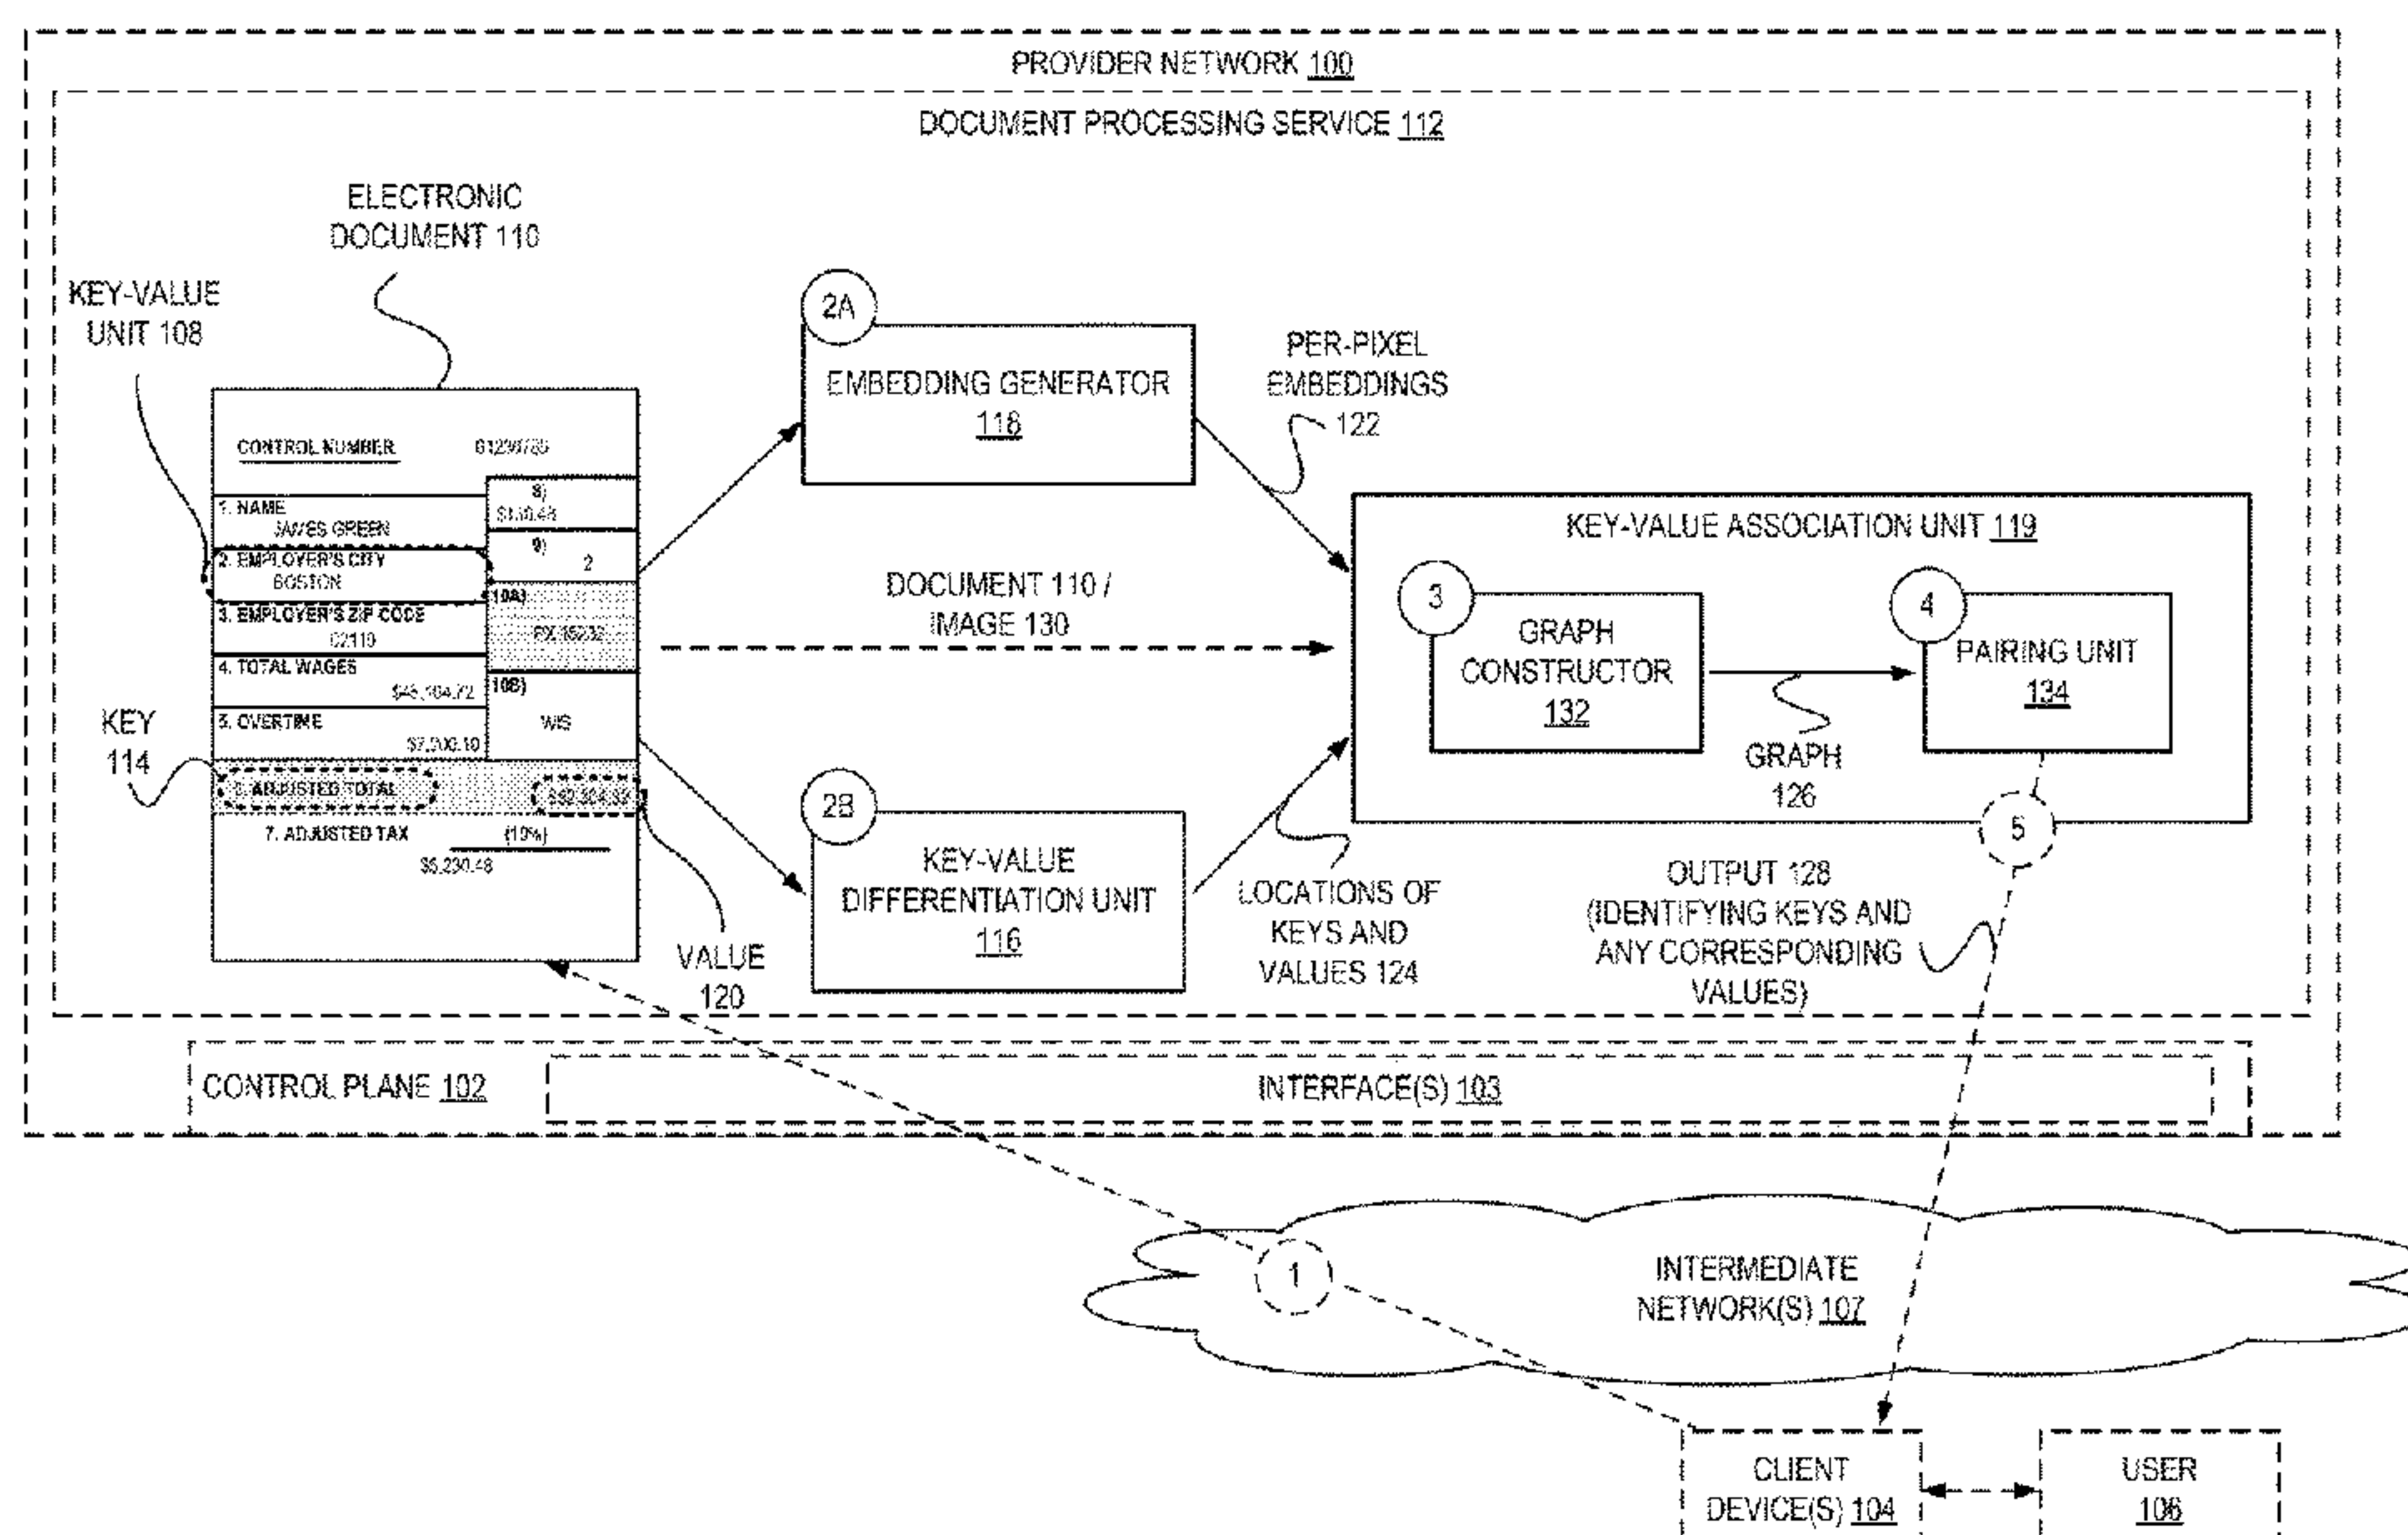 PROVIDER NETWORK 100
DOCUMENT PROCESSING SERVICE 112
ELECTRONIC
DOCUMENT 110
KEY-VALUE
UNIT 108
CONTROL NUMBER
1. NAME
JAMES GREEN
2. EMPLOYER'S CITY
BOSTON
3. EMPLOYER'S ZIP CODE
02110
4. TOTAL WAGES
5. OVERTIME
ADJUSTED TOTAL
7. ADJUSTED TAX (10%)
$5,230.48
8)
9)
2
10A)
10B)
WIS
KEY
114
VALUE
120
2A
EMBEDDING GENERATOR
118
PER-PIXEL
EMBEDDINGS
122
DOCUMENT 110 /
IMAGE 130
2B
KEY-VALUE
DIFFERENTIATION UNIT
116
LOCATIONS OF
KEYS AND
VALUES 124
KEY-VALUE ASSOCIATION UNIT 119
3
GRAPH
CONSTRUCTOR
132
GRAPH
126
4
PAIRING UNIT
134
5
OUTPUT 128
(IDENTIFYING KEYS AND
ANY CORRESPONDING
VALUES)
CONTROL PLANE 102
INTERFACE(S) 103
1
INTERMEDIATE
NETWORK(S) 107
CLIENT
DEVICE(S) 104
USER
106